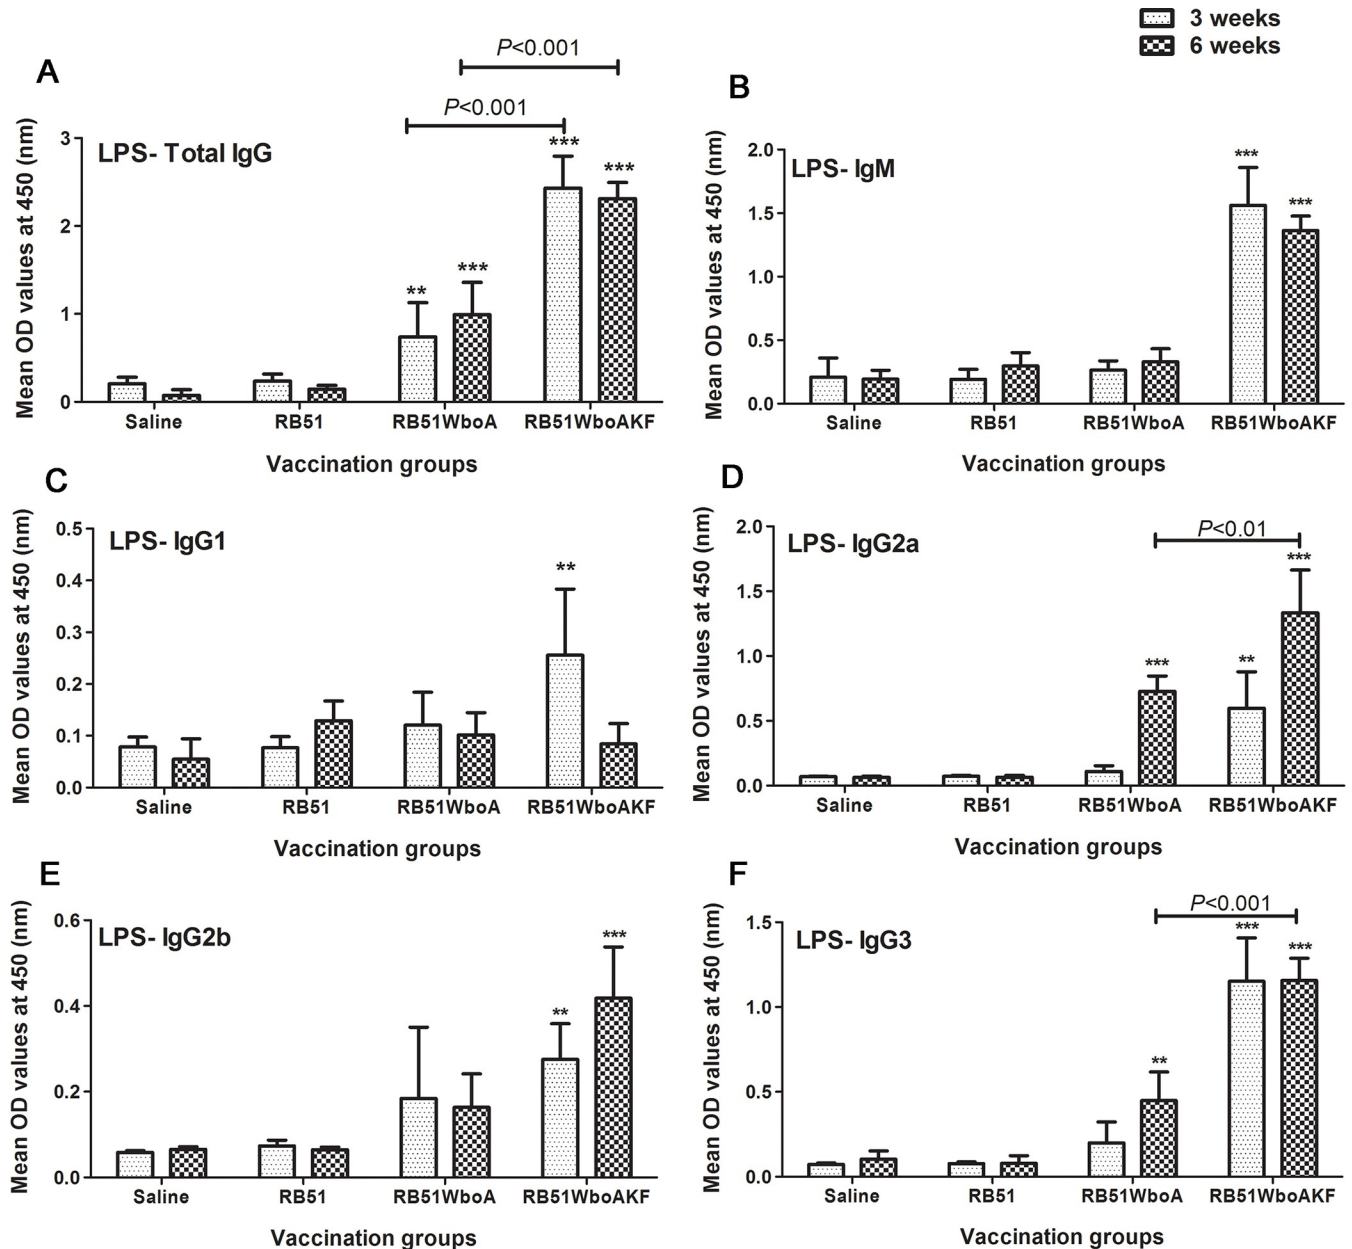 3 weeks
6 weeks
A
P<0.001
P<0.001
LPS- Total IgG
Mean OD values at 450 (nm)
3
2
1
0
**
***
***
***
Saline RB51 RB51WboA RB51WboAKF
Vaccination groups
B
LPS- IgM
Mean OD values at 450 (nm)
2.0
1.5
1.0
0.5
0.0
***
***
Saline RB51 RB51WboA RB51WboAKF
Vaccination groups
C
LPS- IgG1
Mean OD values at 450 (nm)
0.5
0.4
0.3
0.2
0.1
0.0
**
Saline RB51 RB51WboA RB51WboAKF
Vaccination groups
D
P<0.01
LPS- IgG2a
Mean OD values at 450 (nm)
2.0
1.5
1.0
0.5
0.0
***
**
***
Saline RB51 RB51WboA RB51WboAKF
Vaccination groups
E
LPS- IgG2b
Mean OD values at 450 (nm)
0.6
0.4
0.2
0.0
**
***
Saline RB51 RB51WboA RB51WboAKF
Vaccination groups
F
P<0.001
LPS- IgG3
Mean OD values at 450 (nm)
1.5
1.0
0.5
0.0
**
***
***
Saline RB51 RB51WboA RB51WboAKF
Vaccination groups